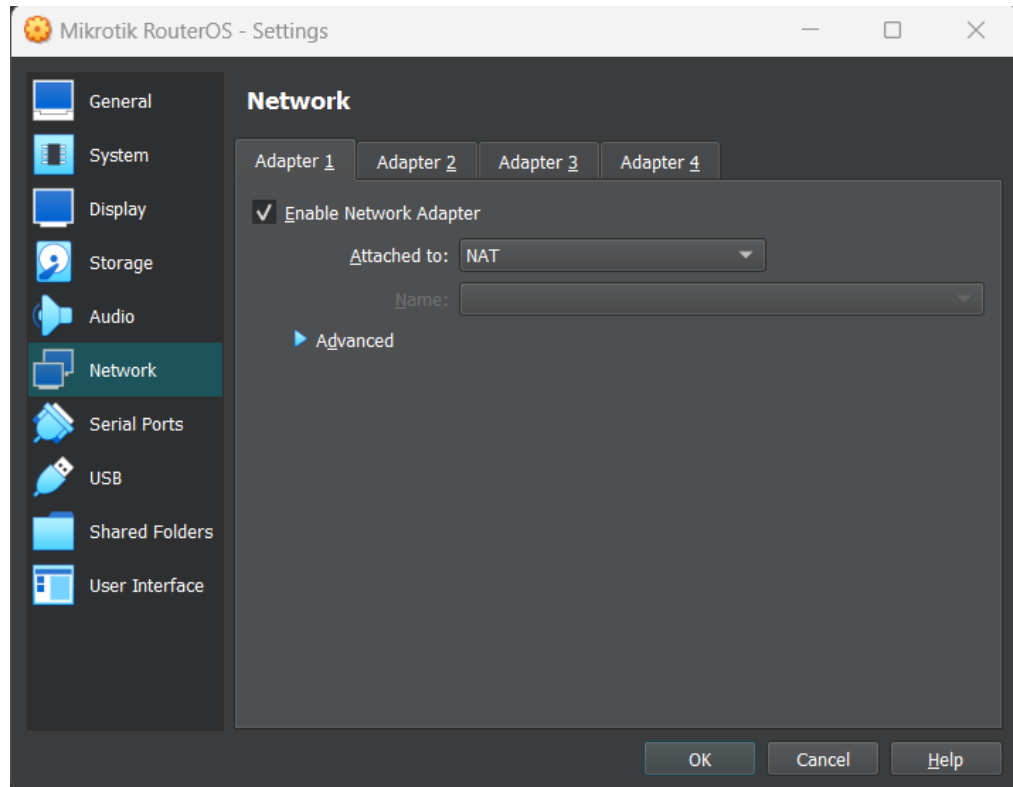 Mikrotik RouterOS - Settings
General
System
Display
Storage
Audio
Network
Serial Ports
USB
Shared Folders
User Interface
Network
Adapter 1 Adapter 2 Adapter 3 Adapter 4
Enable Network Adapter
Attached to: NAT
Name:
Advanced
OK Cancel Help